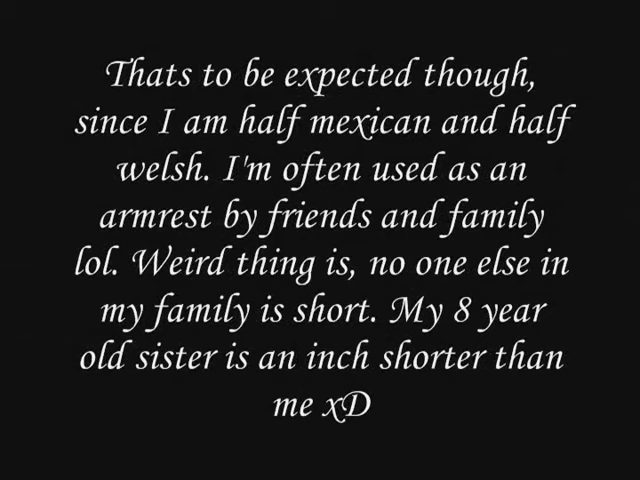 Thats to be expected though,
since I am half mexican and half
welsh. I'm often used as an
armrest by friends and family
lol. Weird thing is, no one else in
my family is short. My 8 year
old sister is an inch shorter than
me xD